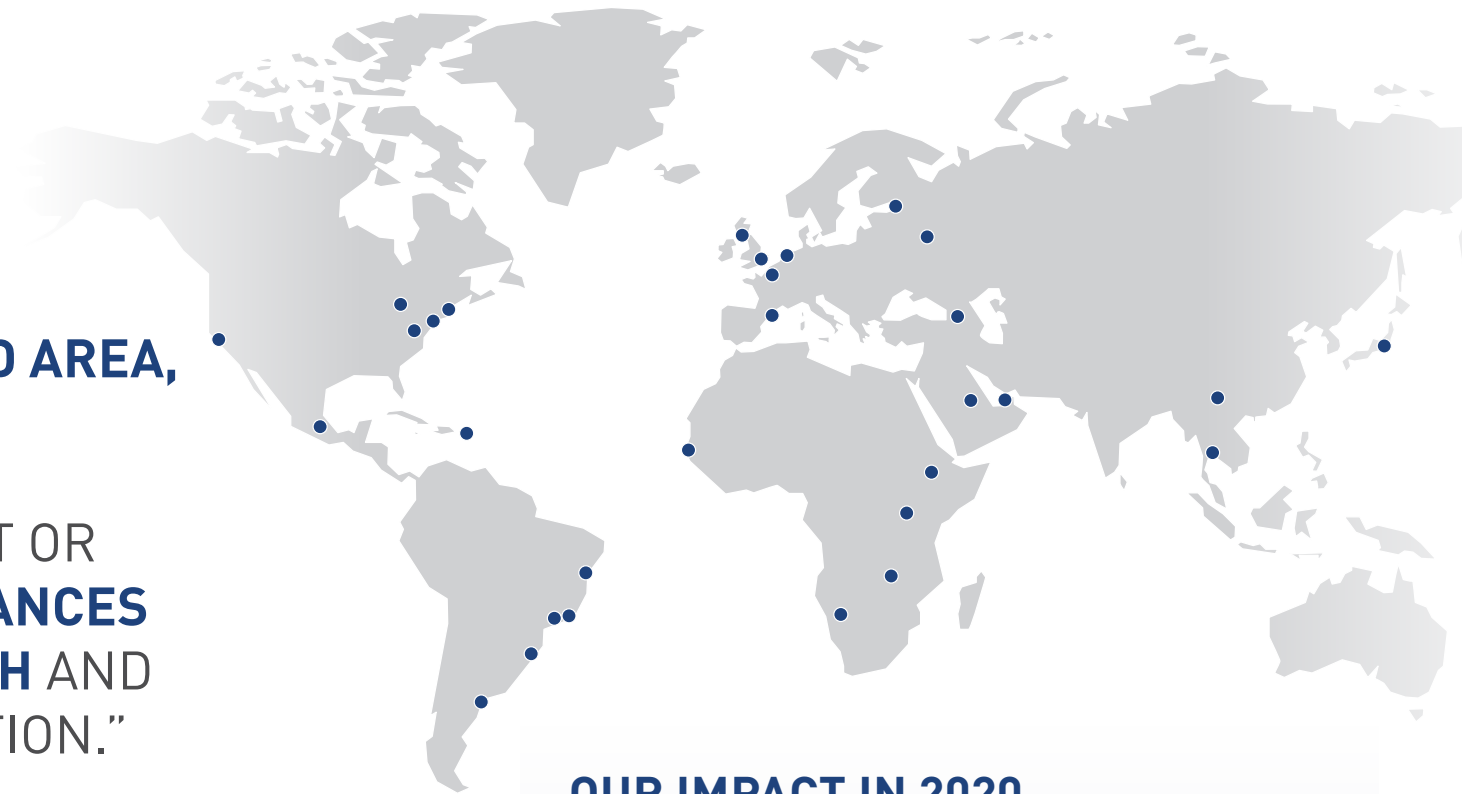 D AREA,
T OR
ANCES
H AND
TION.”
OUR IMPACT IN 2020